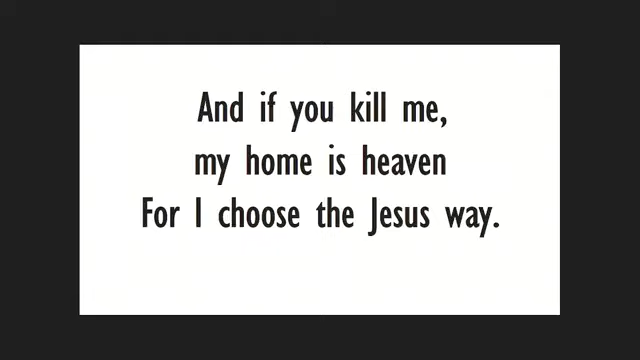 And if you kill me,
my home is heaven
For I choose the Jesus way.